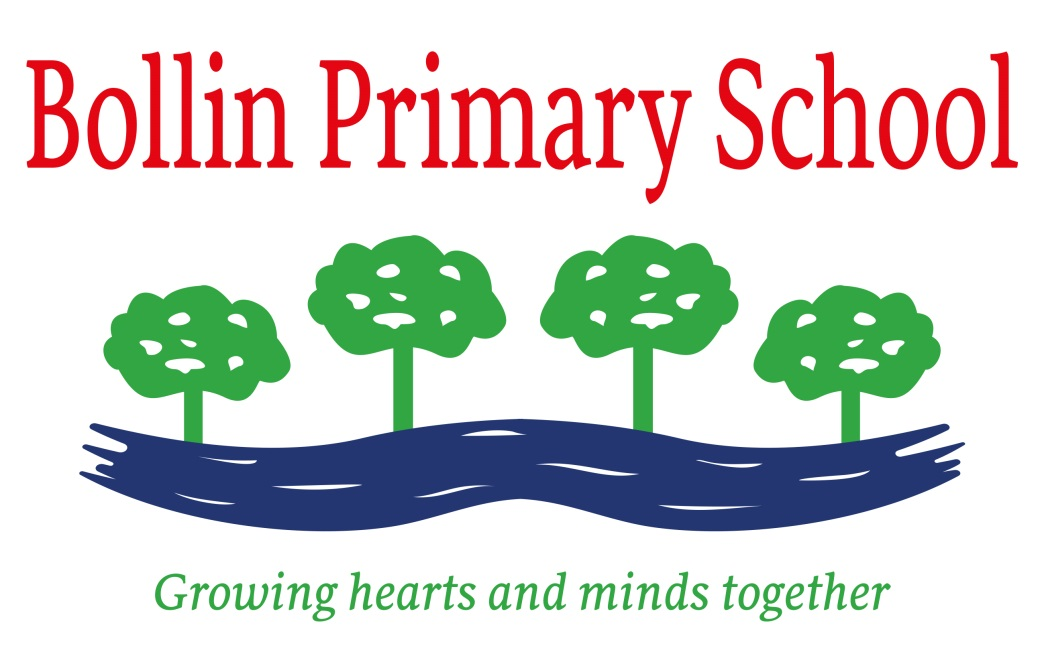 Bollin Primary School
Growing hearts and minds together